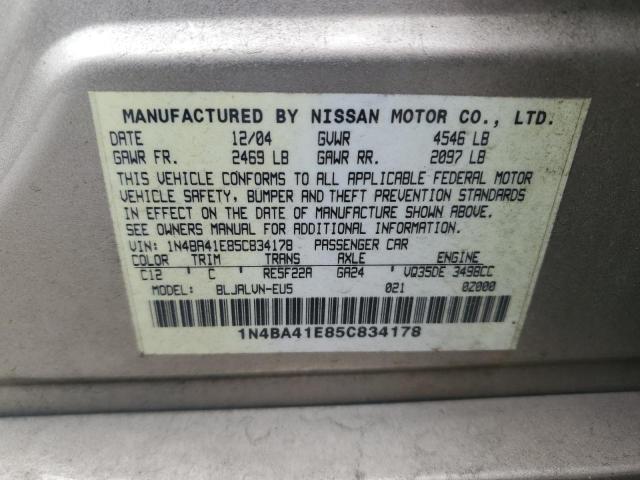 MANUFACTURED BY NISSAN MOTOR CO., LTD.
DATE 12/04 GVWR 4546 LB
GAWR FR. 2469 LB GAWR RR. 2097 LB
THIS VEHICLE CONFORMS TO ALL APPLICABLE FEDERAL MOTOR
VEHICLE SAFETY, BUMPER AND THEFT PREVENTION STANDARDS
IN EFFECT ON THE DATE OF MANUFACTURE SHOWN ABOVE.
SEE OWNERS MANUAL FOR ADDITIONAL INFORMATION.
VIN: 1N4BA41E85C834178 PASSENGER CAR
COLOR TRIM TRANS AXLE ENGINE
C12 C RE5F22A GA24 VQ35DE 3498CC
MODEL: BLJALVN-EU5 021 0Z000
1N4BA41E85C834178